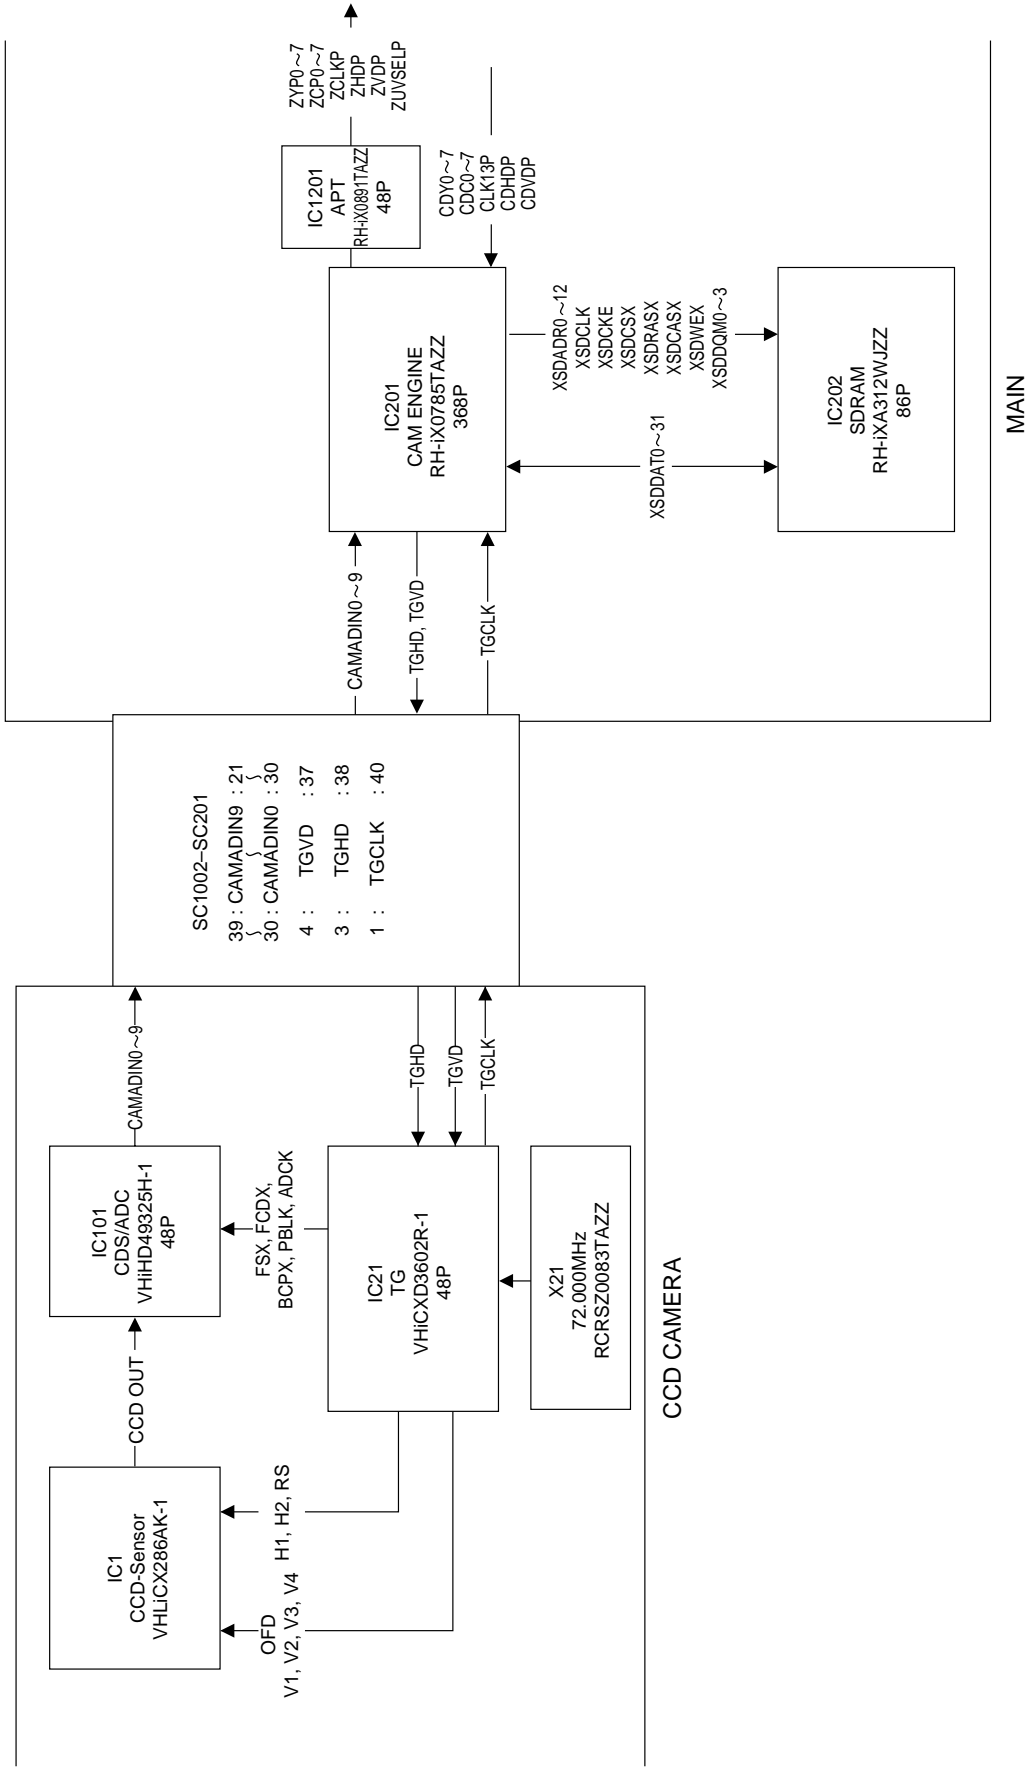 IC1
CCD-Sensor
VHLiCX286AK-1
CCD OUT
IC101
CDS/ADC
VHiHD49325H-1
48P
CAMADIN0～9
OFD
V1, V2, V3, V4
H1, H2, RS
FSX, FCDX,
BCPX, PBLK, ADCK
IC21
TG
VHiCXD3602R-1
48P
TGHD
TGVD
TGCLK
X21
72.000MHz
RCRSZ0083TAZZ
CCD CAMERA
SC1002–SC201
39 : CAMADIN9 : 21
～ ～ ～
30 : CAMADIN0 : 30
4 : TGVD : 37
3 : TGHD : 38
1 : TGCLK : 40
CAMADIN0～9
TGHD, TGVD
TGCLK
IC201
CAM ENGINE
RH-iX0785TAZZ
368P
IC1201
APT
RH-iX0891TAZZ
48P
ZYP0～7
ZCP0～7
ZCLKP
ZHDP
ZVDP
ZUVSELP
CDY0～7
CDC0～7
CLK13P
CDHDP
CDVDP
XSDDAT0～31
XSDADR0～12
XSDCLK
XSDCKE
XSDCSX
XSDRASX
XSDCASX
XSDWEX
XSDDQM0～3
IC202
SDRAM
RH-iXA312WJZZ
86P
MAIN